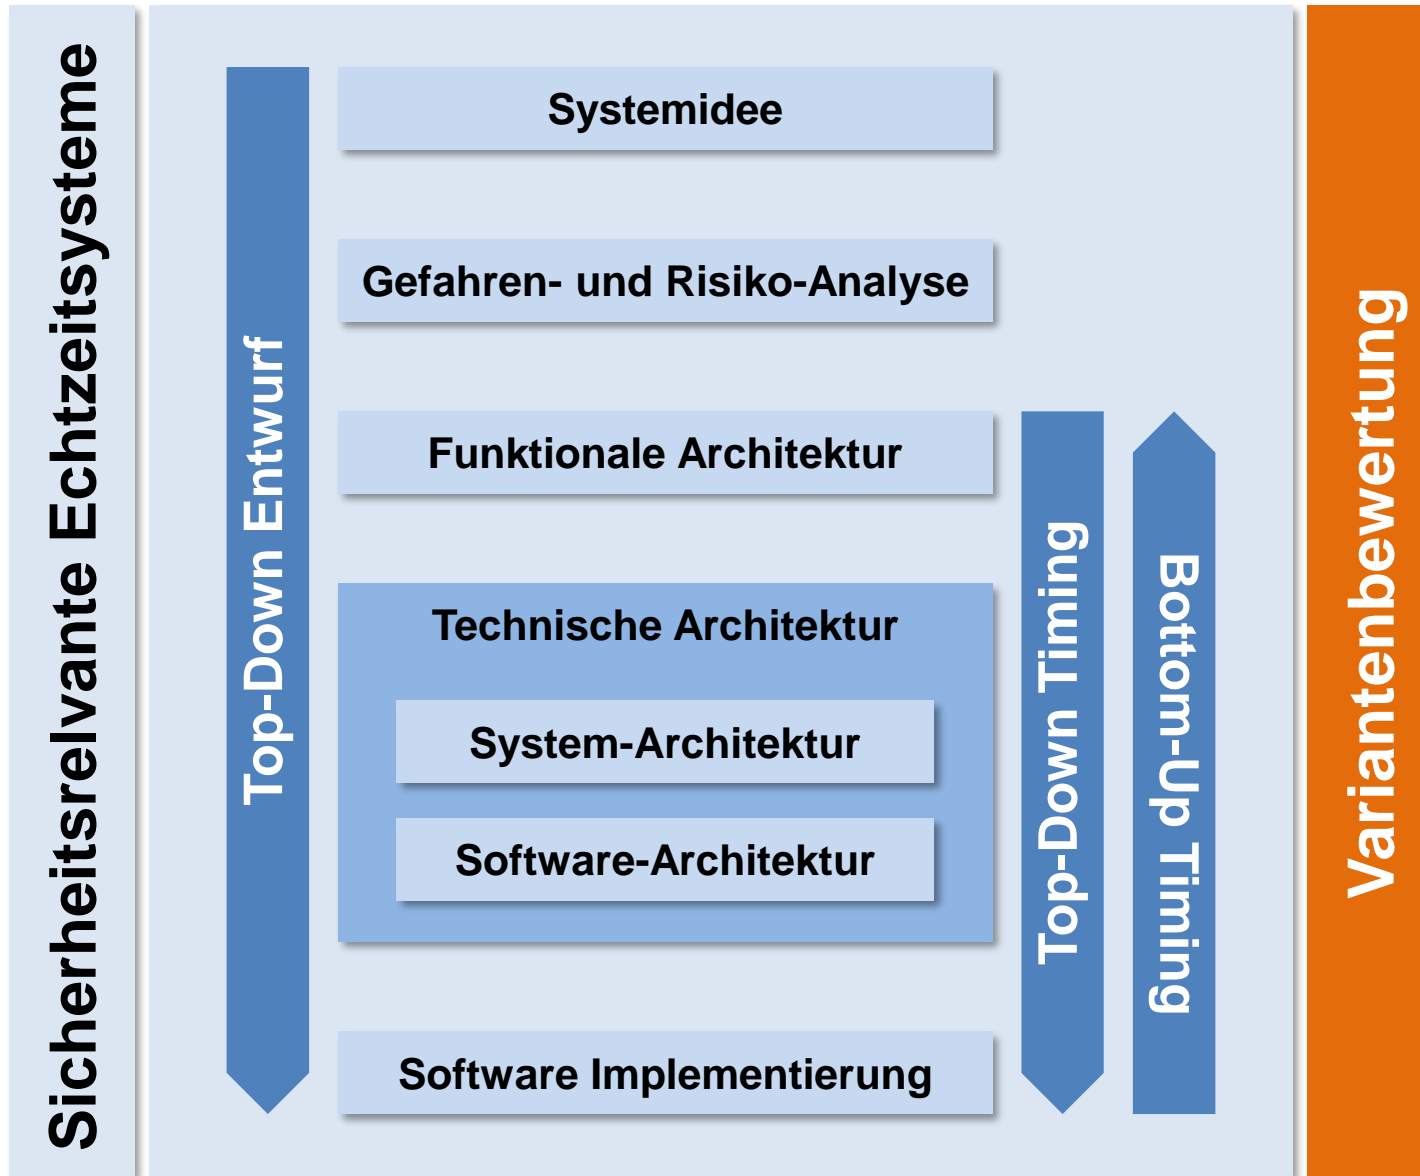 Sicherheitsrelvante Echtzeitsysteme
Top-Down Entwurf
Systemidee
Gefahren- und Risiko-Analyse
Funktionale Architektur
Technische Architektur
System-Architektur
Software-Architektur
Software Implementierung
Top-Down Timing
Bottom-Up Timing
Variantenbewertung